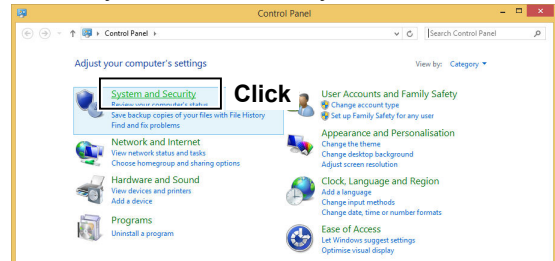 Control Panel
Control Panel
Search Control Panel
Adjust your computer's settings
View by: Category
System and Security
Review your computer's status
Save backup copies of your files with File History
Find and fix problems
Click
Network and Internet
View network status and tasks
Choose homegroup and sharing options
Hardware and Sound
View devices and printers
Add a device
Programs
Uninstall a program
User Accounts and Family Safety
Change account type
Set up Family Safety for any user
Appearance and Personalisation
Change the theme
Change desktop background
Adjust screen resolution
Clock, Language and Region
Add a language
Change input methods
Change date, time or number formats
Ease of Access
Let Windows suggest settings
Optimise visual display